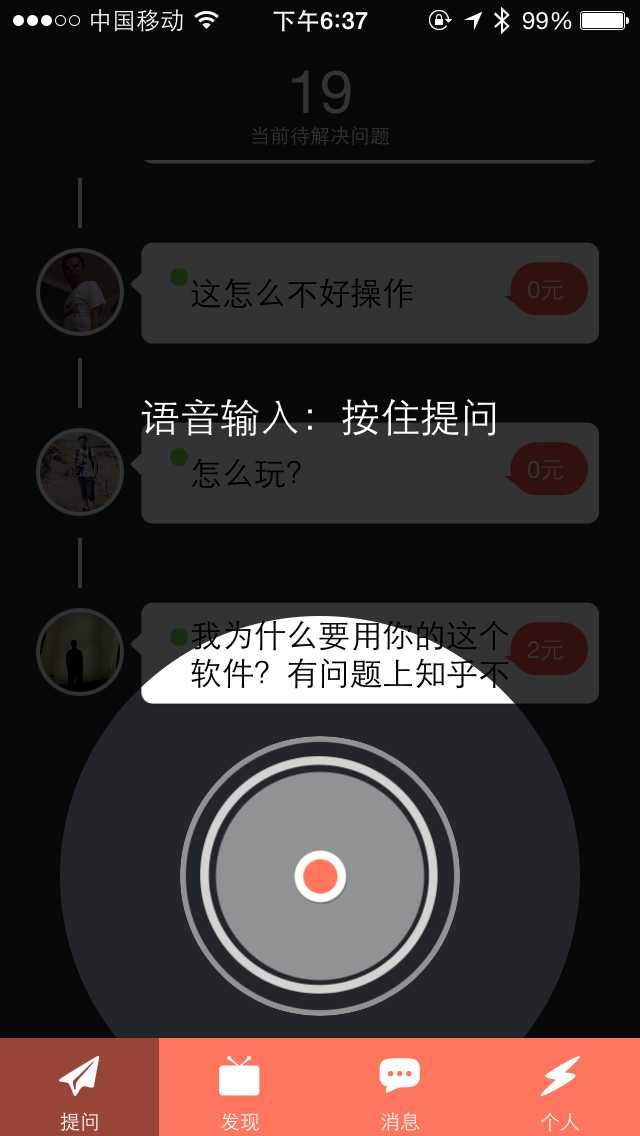 中国移动 下午6:37 99%
19
当前待解决问题
这怎么不好操作 0元
语音输入：按住提问
怎么玩？ 0元
我为什么要用你的这个
软件？有问题上知乎不 2元
提问 发现 消息 个人